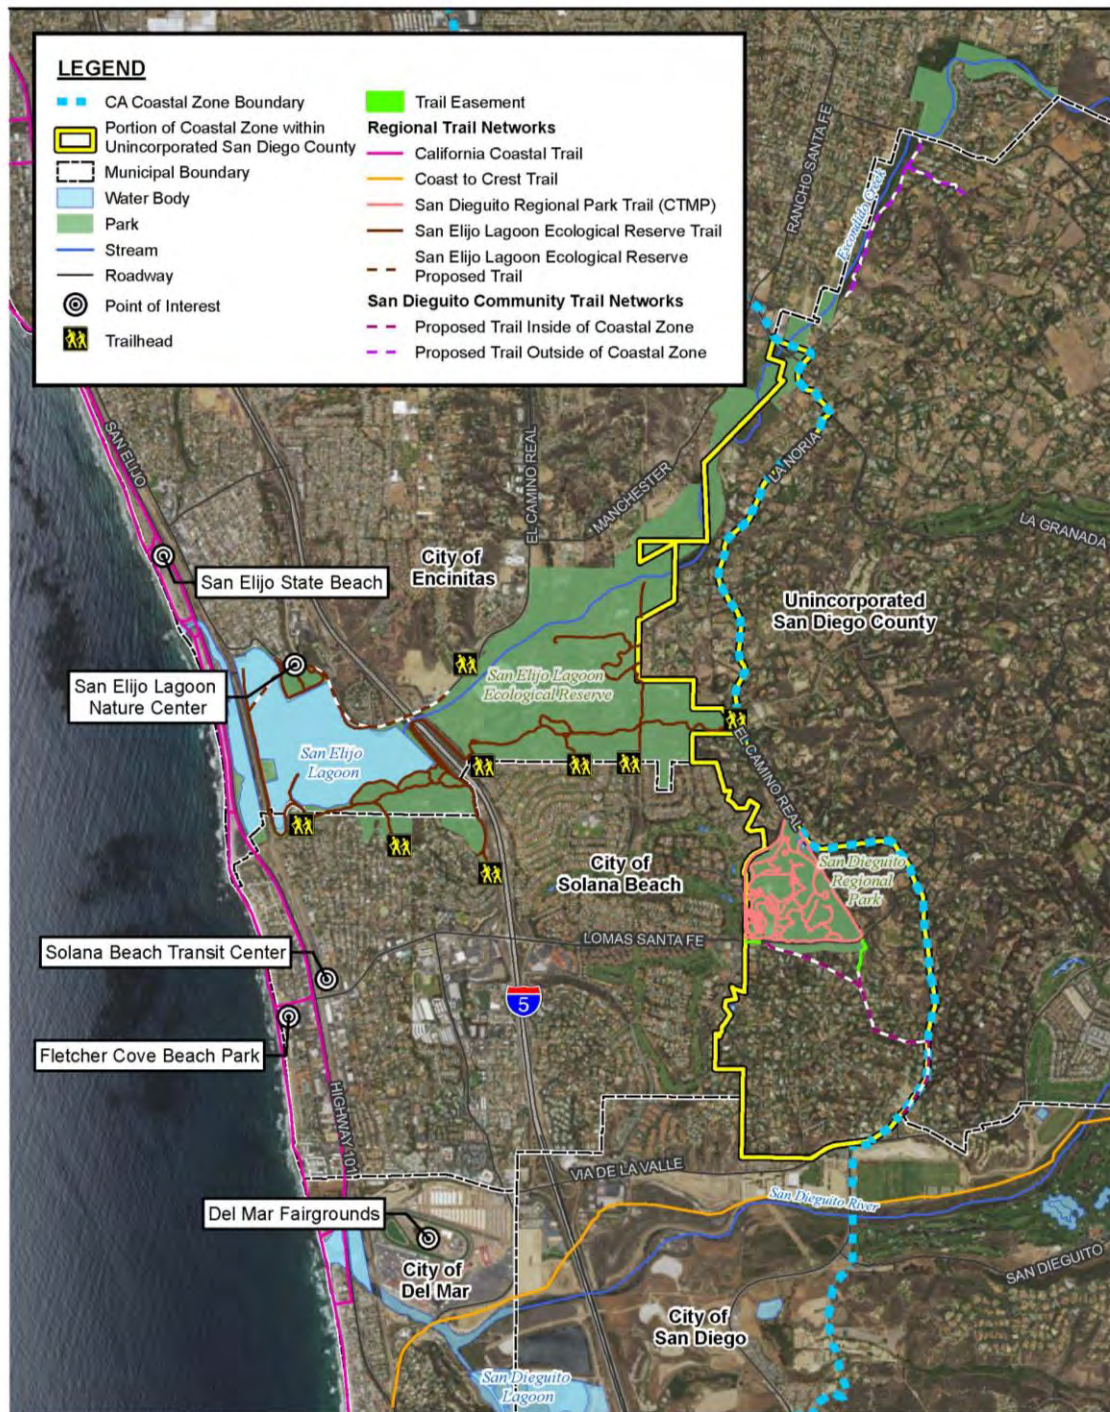 LEGEND
CA Coastal Zone Boundary
Portion of Coastal Zone within
Unincorporated San Diego County
Municipal Boundary
Water Body
Park
Stream
Roadway
Point of Interest
Trailhead
Trail Easement
Regional Trail Networks
California Coastal Trail
Coast to Crest Trail
San Dieguito Regional Park Trail (CTMP)
San Elijo Lagoon Ecological Reserve Trail
San Elijo Lagoon Ecological Reserve
Proposed Trail
San Dieguito Community Trail Networks
Proposed Trail Inside of Coastal Zone
Proposed Trail Outside of Coastal Zone
RANCHO SANTA FE
Escondido Creek
SAN ELIJO
EL CAMINO REAL
MANCHESTER
LA NORIA
LA GRANADA
City of
Encinitas
San Elijo State Beach
Unincorporated
San Diego County
San Elijo Lagoon
Nature Center
San Elijo Lagoon
Ecological Reserve
San Elijo
Lagoon
EL CAMINO REAL
City of
Solana Beach
San Dieguito
Regional
Park
LOMAS SANTA FE
Solana Beach Transit Center
5
Fletcher Cove Beach Park
HIGHWAY 101
VIA DE LA VALLE
San Dieguito River
Del Mar Fairgrounds
City of
Del Mar
SAN DIEGUITO
City of
San Diego
San Dieguito
Lagoon